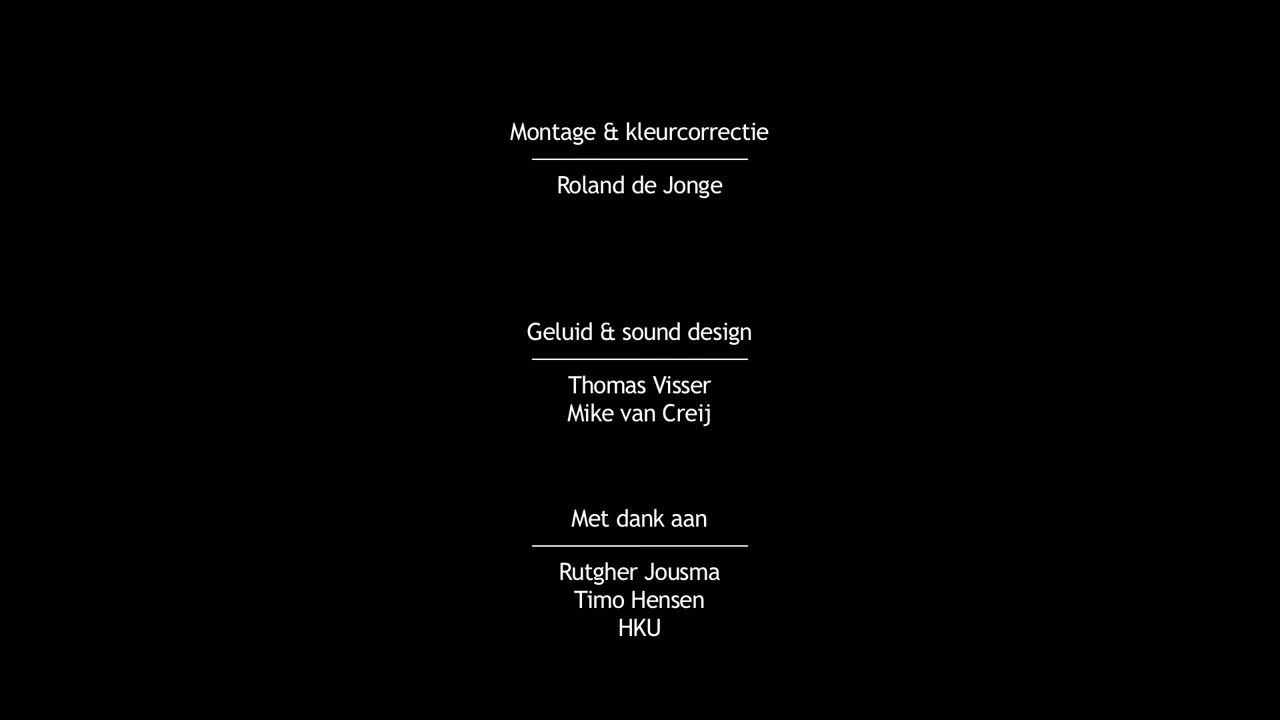 Montage & kleurcorrectie
Roland de Jonge
Geluid & sound design
Thomas Visser
Mike van Creij
Met dank aan
Rutgher Jousma
Timo Hensen
HKU